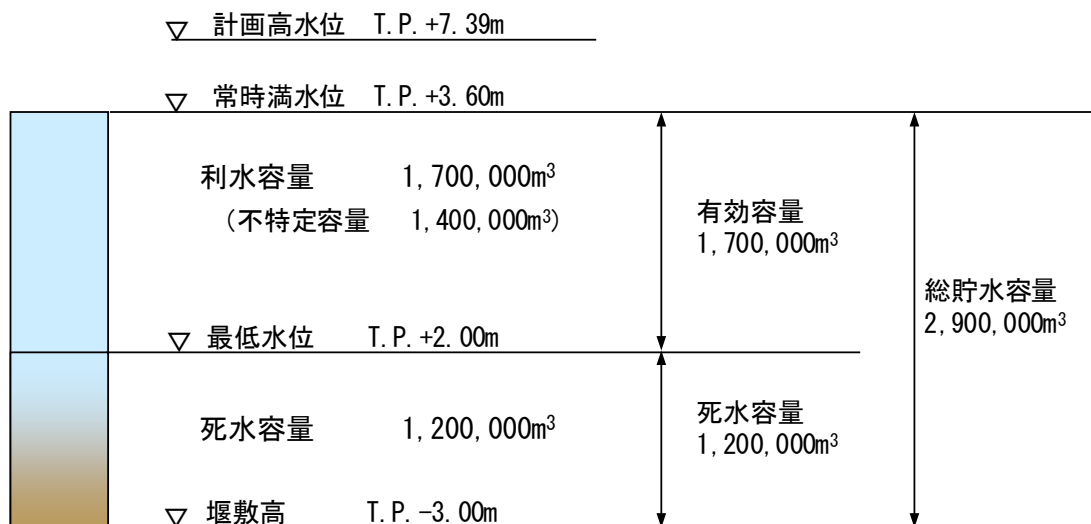 ▽ 計画高水位 T.P.+7.39m
▽ 常時満水位 T.P.+3.60m
利水容量 1,700,000m³
（不特定容量 1,400,000m³）
有効容量
1,700,000m³
総貯水容量
2,900,000m³
▽ 最低水位 T.P.+2.00m
死水容量 1,200,000m³
死水容量
1,200,000m³
▽ 堰敷高 T.P.-3.00m